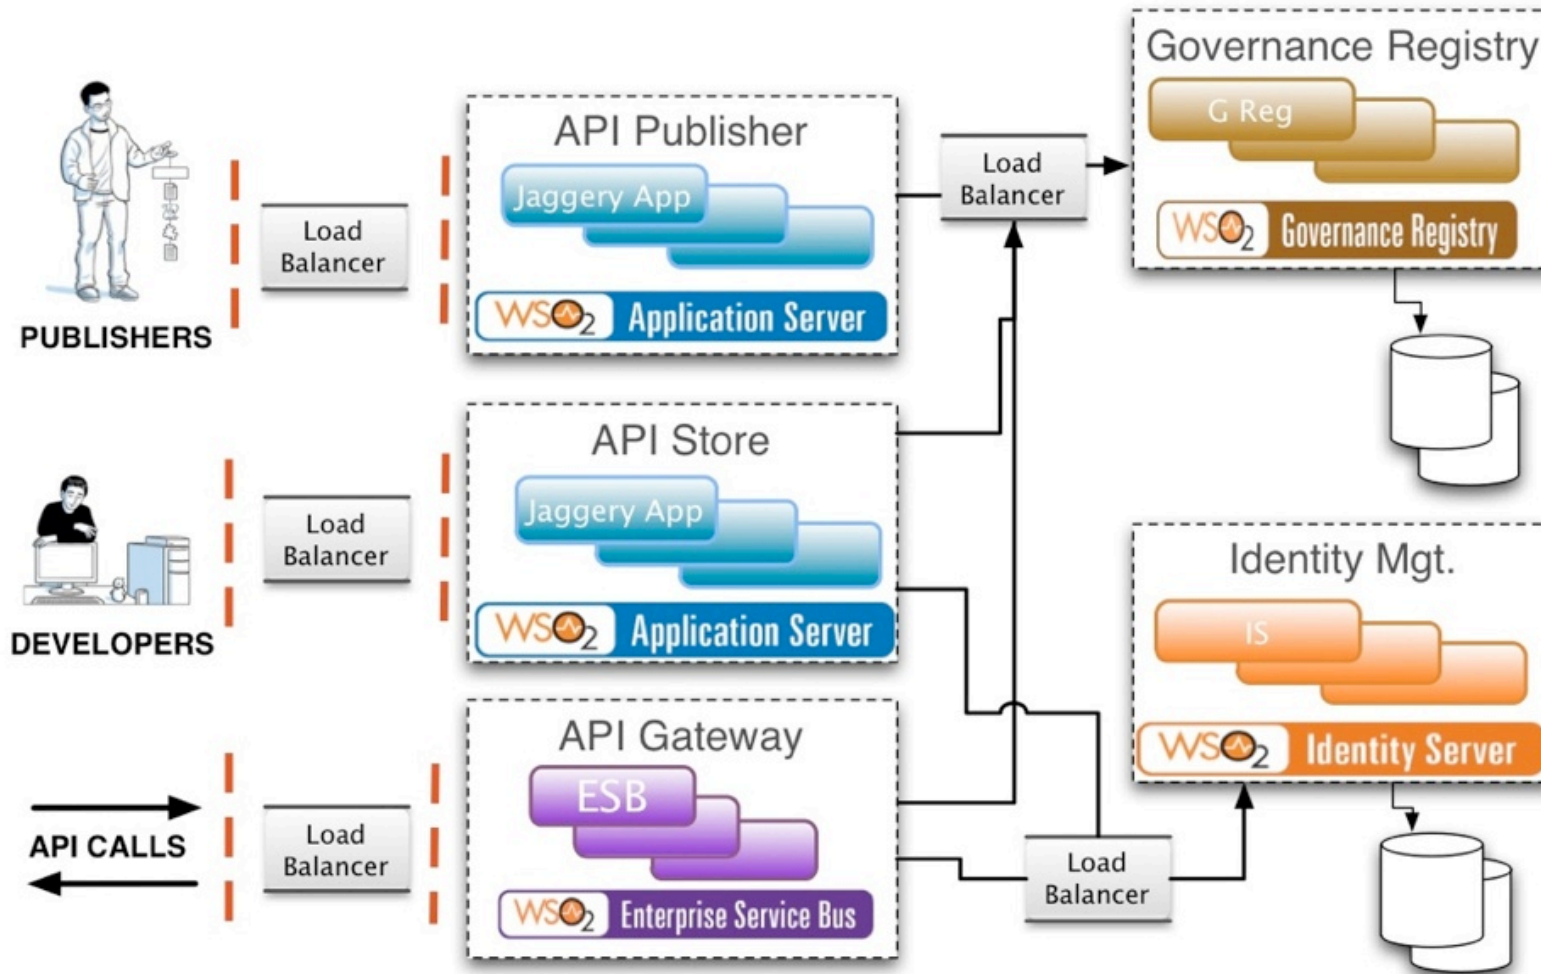 Governance Registry
G Reg
WSO2 Governance Registry
API Publisher
Jaggery App
WSO2 Application Server
Load
Balancer
Load
Balancer
PUBLISHERS
API Store
Jaggery App
WSO2 Application Server
Load
Balancer
DEVELOPERS
Identity Mgt.
IS
WSO2 Identity Server
API Gateway
ESB
WSO2 Enterprise Service Bus
Load
Balancer
API CALLS
Load
Balancer